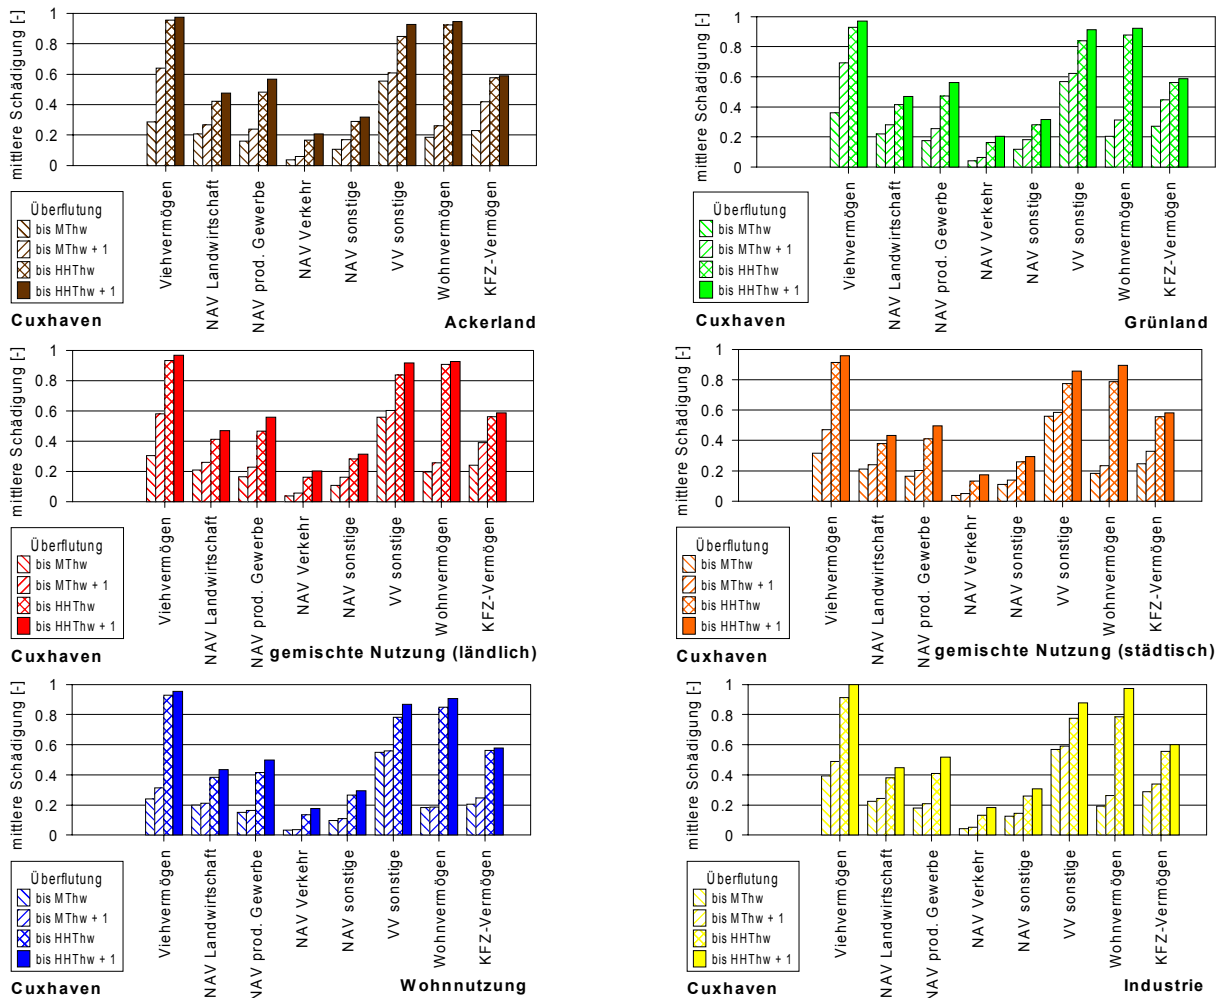 mittlere Schädigung [-]
1
0.8
0.6
0.4
0.2
0
Viehvermögen
NAV Landwirtschaft
NAV prod. Gewerbe
NAV Verkehr
NAV sonstige
VV sonstige
Wohnvermögen
KFZ-Vermögen
Überflutung
bis MThw
bis MThw + 1
bis HHThw
bis HHThw + 1
Cuxhaven
Ackerland
mittlere Schädigung [-]
1
0.8
0.6
0.4
0.2
0
Viehvermögen
NAV Landwirtschaft
NAV prod. Gewerbe
NAV Verkehr
NAV sonstige
VV sonstige
Wohnvermögen
KFZ-Vermögen
Überflutung
bis MThw
bis MThw + 1
bis HHThw
bis HHThw + 1
Cuxhaven
Grünland
mittlere Schädigung [-]
1
0.8
0.6
0.4
0.2
0
Viehvermögen
NAV Landwirtschaft
NAV prod. Gewerbe
NAV Verkehr
NAV sonstige
VV sonstige
Wohnvermögen
KFZ-Vermögen
Überflutung
bis MThw
bis MThw + 1
bis HHThw
bis HHThw + 1
Cuxhaven
gemischte Nutzung (ländlich)
mittlere Schädigung [-]
1
0.8
0.6
0.4
0.2
0
Viehvermögen
NAV Landwirtschaft
NAV prod. Gewerbe
NAV Verkehr
NAV sonstige
VV sonstige
Wohnvermögen
KFZ-Vermögen
Überflutung
bis MThw
bis MThw + 1
bis HHThw
bis HHThw + 1
Cuxhaven
gemischte Nutzung (städtisch)
mittlere Schädigung [-]
1
0.8
0.6
0.4
0.2
0
Viehvermögen
NAV Landwirtschaft
NAV prod. Gewerbe
NAV Verkehr
NAV sonstige
VV sonstige
Wohnvermögen
KFZ-Vermögen
Überflutung
bis MThw
bis MThw + 1
bis HHThw
bis HHThw + 1
Cuxhaven
Wohnnutzung
mittlere Schädigung [-]
1
0.8
0.6
0.4
0.2
0
Viehvermögen
NAV Landwirtschaft
NAV prod. Gewerbe
NAV Verkehr
NAV sonstige
VV sonstige
Wohnvermögen
KFZ-Vermögen
Überflutung
bis MThw
bis MThw + 1
bis HHThw
bis HHThw + 1
Cuxhaven
Industrie